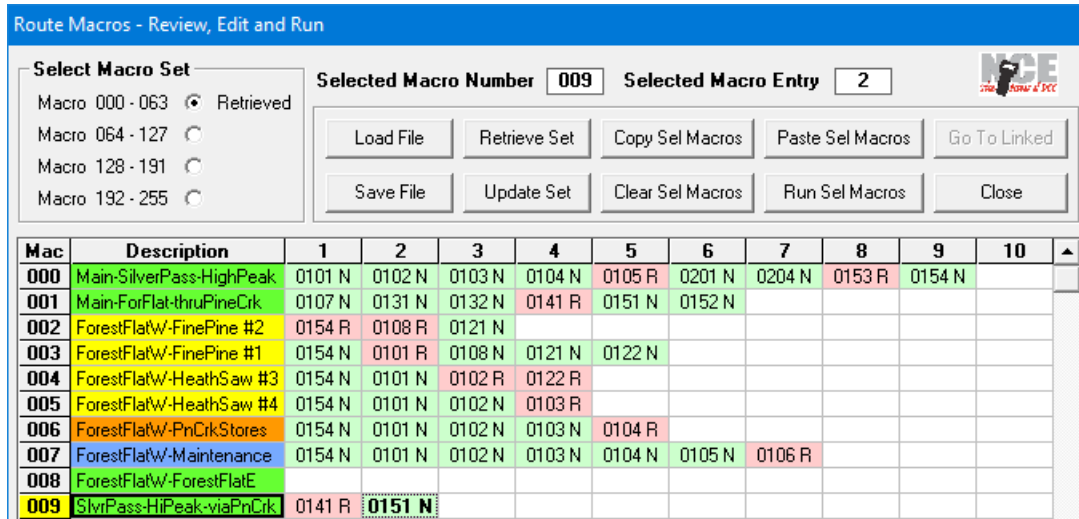 Route Macros - Review, Edit and Run
Select Macro Set
Macro 000 - 063 Retrieved
Macro 064 - 127
Macro 128 - 191
Macro 192 - 255
Selected Macro Number 009 Selected Macro Entry 2
NCE
Load File Retrieve Set Copy Sel Macros Paste Sel Macros Go To Linked
Save File Update Set Clear Sel Macros Run Sel Macros Close
Mac Description 1 2 3 4 5 6 7 8 9 10
000 Main-SilverPass-HighPeak 0101 N 0102 N 0103 N 0104 N 0105 R 0201 N 0204 N 0153 R 0154 N
001 Main-ForFlat-thruPineCrk 0107 N 0131 N 0132 N 0141 R 0151 N 0152 N
002 ForestFlatW-FinePine #2 0154 R 0108 R 0121 N
003 ForestFlatW-FinePine #1 0154 N 0101 R 0108 N 0121 N 0122 N
004 ForestFlatW-HeathSaw #3 0154 N 0101 N 0102 R 0122 R
005 ForestFlatW-HeathSaw #4 0154 N 0101 N 0102 N 0103 R
006 ForestFlatW-PnCrkStores 0154 N 0101 N 0102 N 0103 N 0104 R
007 ForestFlatW-Maintenance 0154 N 0101 N 0102 N 0103 N 0104 N 0105 N 0106 R
008 ForestFlatW-ForestFlatE
009 SlvrPass-HiPeak-viaPnCrk 0141 R 0151 N